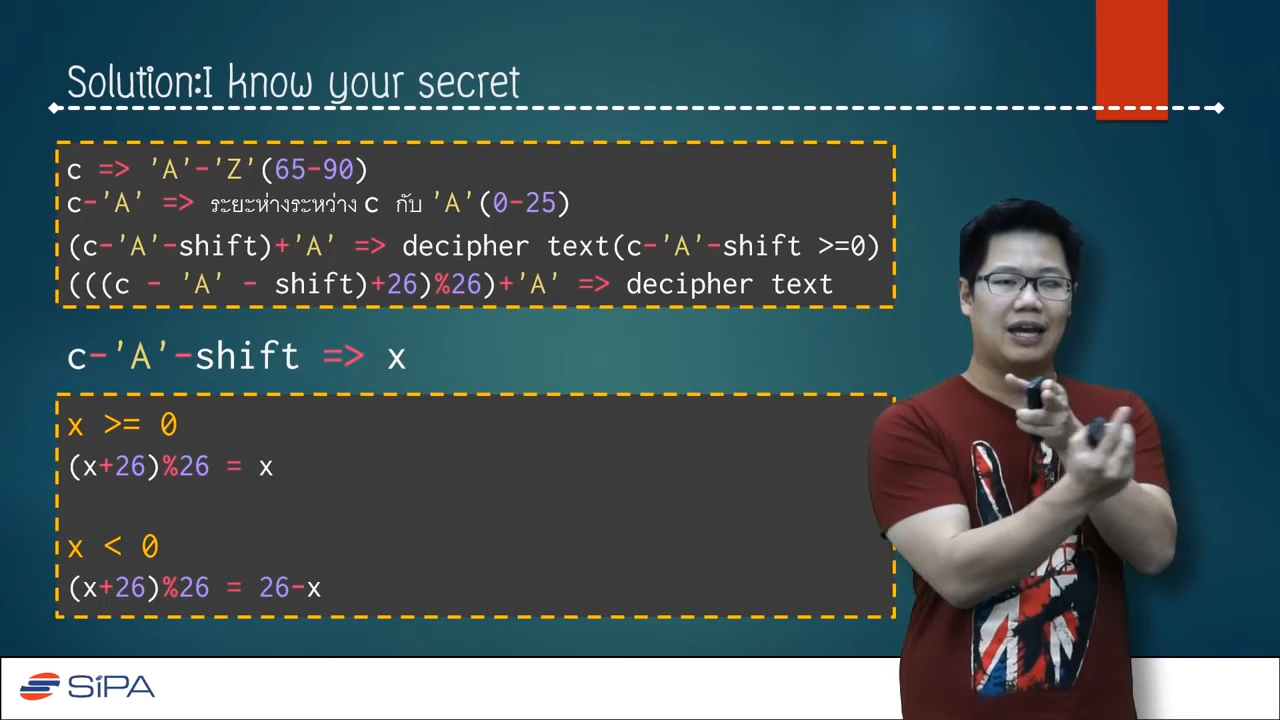 Solution:I know your secret
c => 'A'-'Z'(65-90)
c-'A' => ระยะห่างระหว่าง c กับ 'A'(0-25)
(c-'A'-shift)+'A' => decipher text(c-'A'-shift >=0)
(((c - 'A' - shift)+26)%26)+'A' => decipher text
c-'A'-shift => x
x >= 0
(x+26)%26 = x
x < 0
(x+26)%26 = 26-x
SiPA